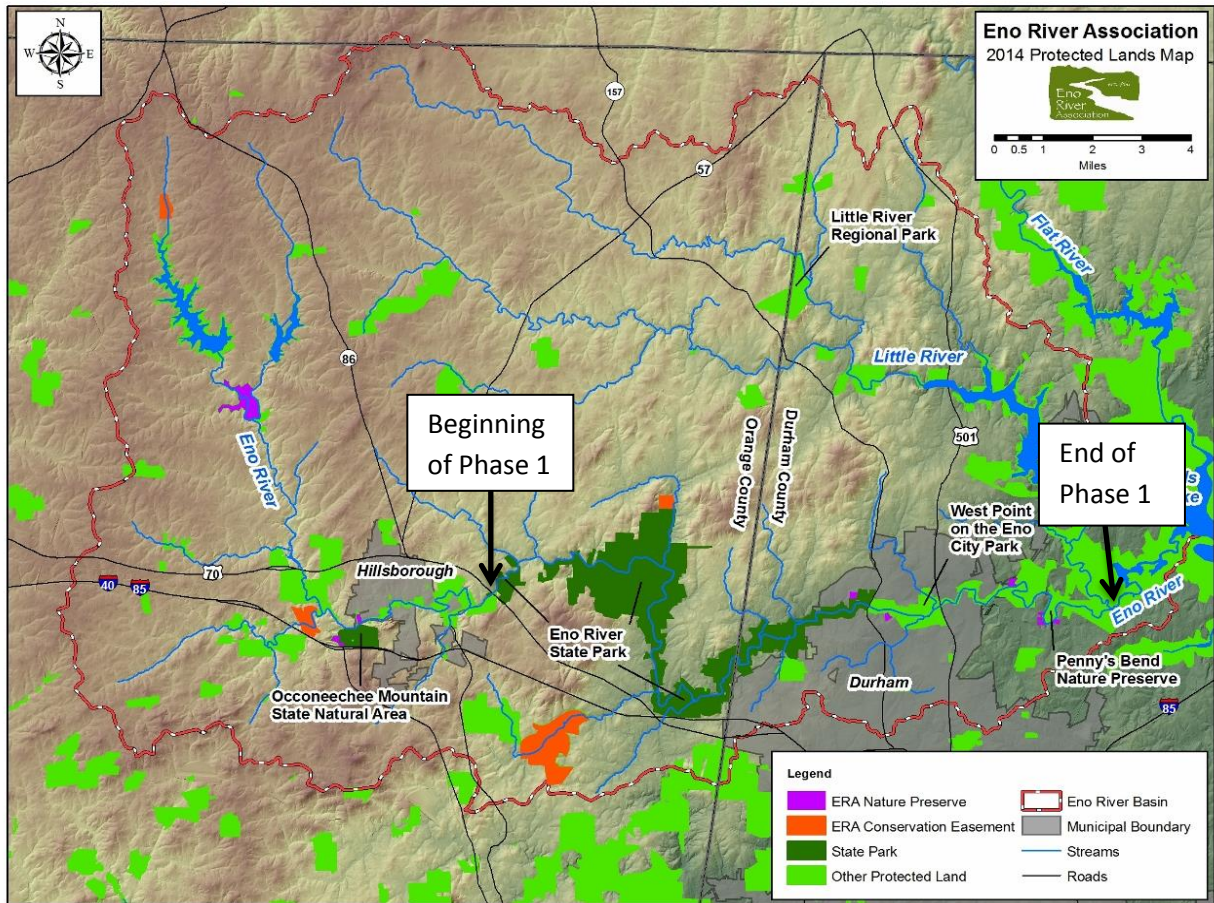 N
W E
S
Eno River Association
2014 Protected Lands Map
Eno
River
Association
0 0.5 1 2 3 4
Miles
157
57
Little River
Regional Park
Flat River
86
Little River
Beginning
of Phase 1
Orange County
Durham County
501
End of
Phase 1
Eno River
West Point
on the Eno
City Park
70
40
85
Hillsborough
Eno River
State Park
Eno River
Occoneechee Mountain
State Natural Area
Durham
Penny's Bend
Nature Preserve
85
Legend
ERA Nature Preserve
ERA Conservation Easement
State Park
Other Protected Land
Eno River Basin
Municipal Boundary
Streams
Roads